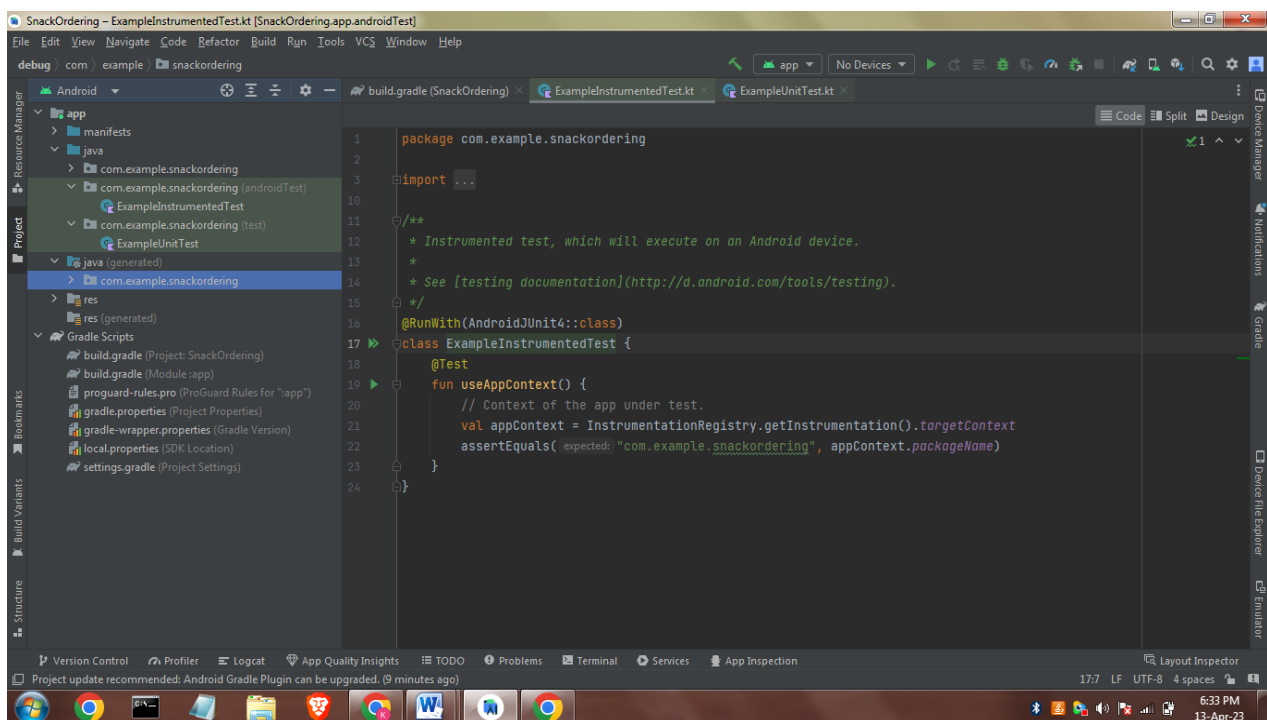 SnackOrdering – ExampleInstrumentedTest.kt [SnackOrdering.app.androidTest]
File Edit View Navigate Code Refactor Build Run Tools VCS Window Help
debug com example snackordering
app
No Devices
Android
build.gradle (SnackOrdering)
ExampleInstrumentedTest.kt
ExampleUnitTest.kt
Code
Split
Design
Resource Manager
Project
Bookmarks
Build Variants
Structure
app
manifests
java
com.example.snackordering
com.example.snackordering (androidTest)
ExampleInstrumentedTest
com.example.snackordering (test)
ExampleUnitTest
java (generated)
com.example.snackordering
res
res (generated)
Gradle Scripts
build.gradle (Project: SnackOrdering)
build.gradle (Module :app)
proguard-rules.pro (ProGuard Rules for ":app")
gradle.properties (Project Properties)
gradle-wrapper.properties (Gradle Version)
local.properties (SDK Location)
settings.gradle (Project Settings)
1 package com.example.snackordering
2
3 import ...
10
11 /**
12 * Instrumented test, which will execute on an Android device.
13 *
14 * See [testing documentation](http://d.android.com/tools/testing).
15 */
16 @RunWith(AndroidJUnit4::class)
17 class ExampleInstrumentedTest {
18 @Test
19 fun useAppContext() {
20 // Context of the app under test.
21 val appContext = InstrumentationRegistry.getInstrumentation().targetContext
22 assertEquals( expected: "com.example.snackordering", appContext.packageName)
23 }
24 }
1
Device Manager
Notifications
Gradle
Device File Explorer
Emulator
Version Control Profiler Logcat App Quality Insights TODO Problems Terminal Services App Inspection Layout Inspector
Project update recommended: Android Gradle Plugin can be upgraded. (9 minutes ago) 17:7 LF UTF-8 4 spaces
6:33 PM
13-Apr-23